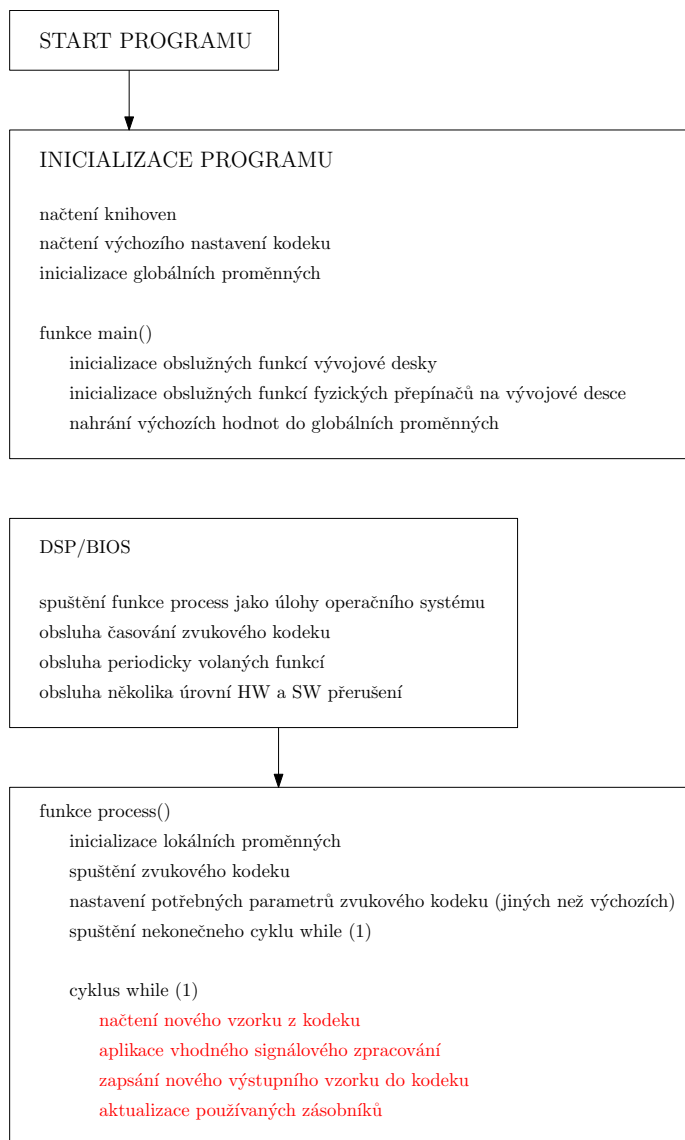 START PROGRAMU
INICIALIZACE PROGRAMU
načtení knihoven
načtení výchozího nastavení kodeku
inicializace globálních proměnných
funkce main()
inicializace obslužných funkcí vývojové desky
inicializace obslužných funkcí fyzických přepínačů na vývojové desce
nahrání výchozích hodnot do globálních proměnných
DSP/BIOS
spuštění funkce process jako úlohy operačního systému
obsluha časování zvukového kodeku
obsluha periodicky volaných funkcí
obsluha několika úrovní HW a SW přerušení
funkce process()
inicializace lokálních proměnných
spuštění zvukového kodeku
nastavení potřebných parametrů zvukového kodeku (jiných než výchozích)
spuštění nekonečneho cyklu while (1)
cyklus while (1)
načtení nového vzorku z kodeku
aplikace vhodného signálového zpracování
zapsání nového výstupního vzorku do kodeku
aktualizace používaných zásobníků